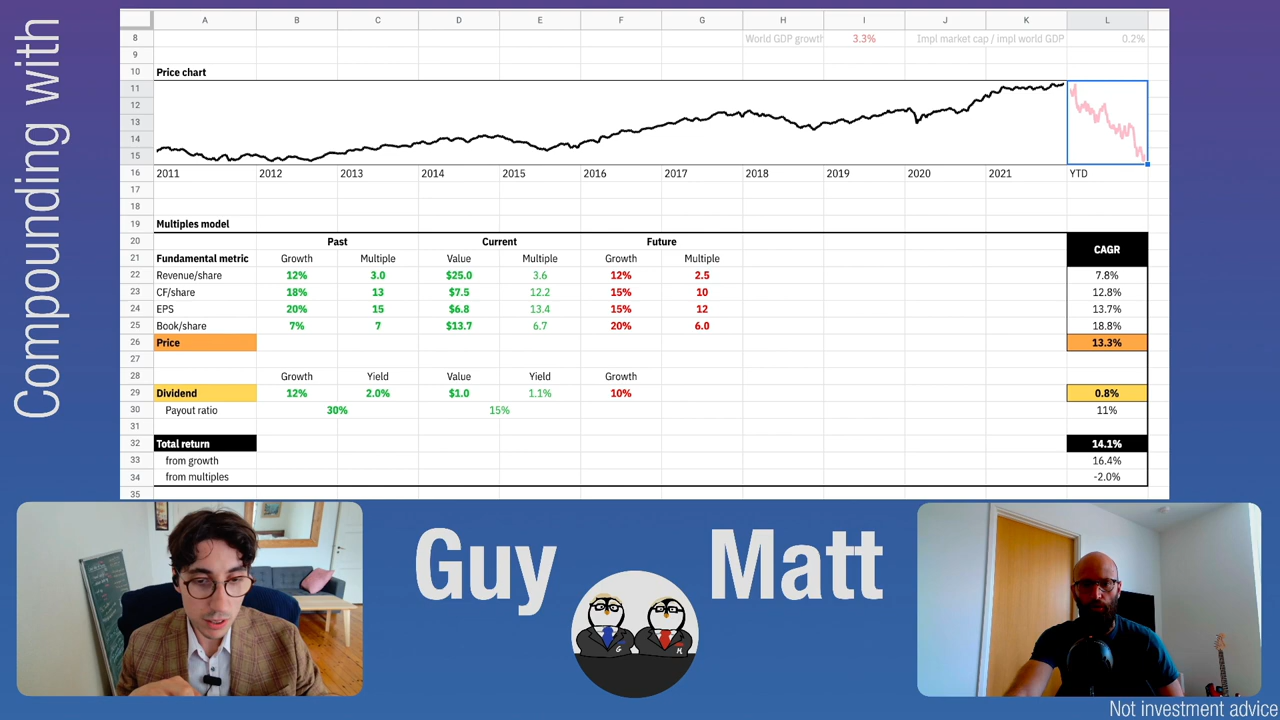 Compounding with
A B C D E F G H I J K L
8 World GDP growth 3.3% Impl market cap / impl world GDP 0.2%
9
10 Price chart
11
12
13
14
15
16 2011 2012 2013 2014 2015 2016 2017 2018 2019 2020 2021 YTD
17
18
19 Multiples model
20 Past Current Future CAGR
21 Fundamental metric Growth Multiple Value Multiple Growth Multiple
22 Revenue/share 12% 3.0 $25.0 3.6 12% 2.5 7.8%
23 CF/share 18% 13 $7.5 12.2 15% 10 12.8%
24 EPS 20% 15 $6.8 13.4 15% 12 13.7%
25 Book/share 7% 7 $13.7 6.7 20% 6.0 18.8%
26 Price 13.3%
27
28 Growth Yield Value Yield Growth
29 Dividend 12% 2.0% $1.0 1.1% 10% 0.8%
30 Payout ratio 30% 15% 11%
31
32 Total return 14.1%
33 from growth 16.4%
34 from multiples -2.0%
35
Guy Matt
G
Not investment advice